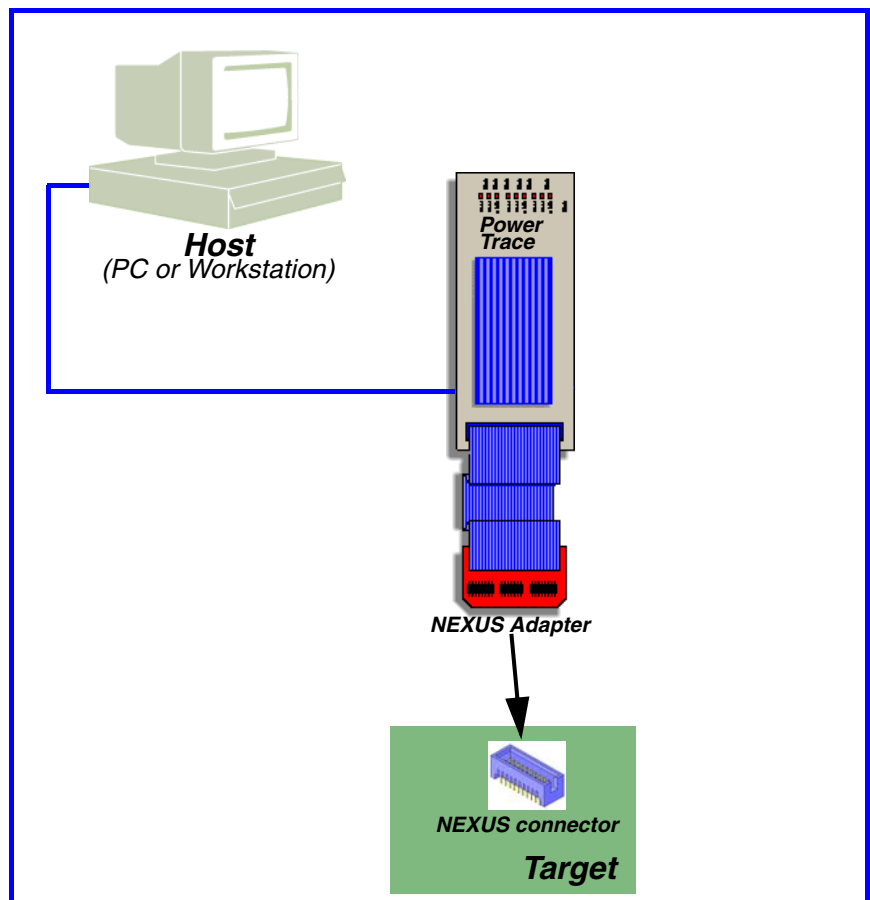 Power
Trace
Host
(PC or Workstation)
NEXUS Adapter
NEXUS connector
Target